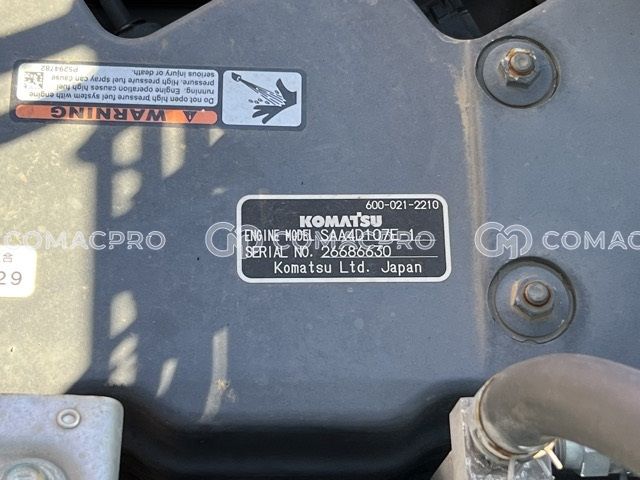 WARNING
Do not open high pressure fuel system with engine
running. Engine operation causes high fuel
pressure. High pressure fuel spray can cause
serious injury or death.
PS294782
600-021-2210
KOMATSU
ENGINE MODEL SAA4D107E-1
SERIAL NO. 26686630
Komatsu Ltd. Japan
COMACPRO
COMACPRO
COMACPRO
29